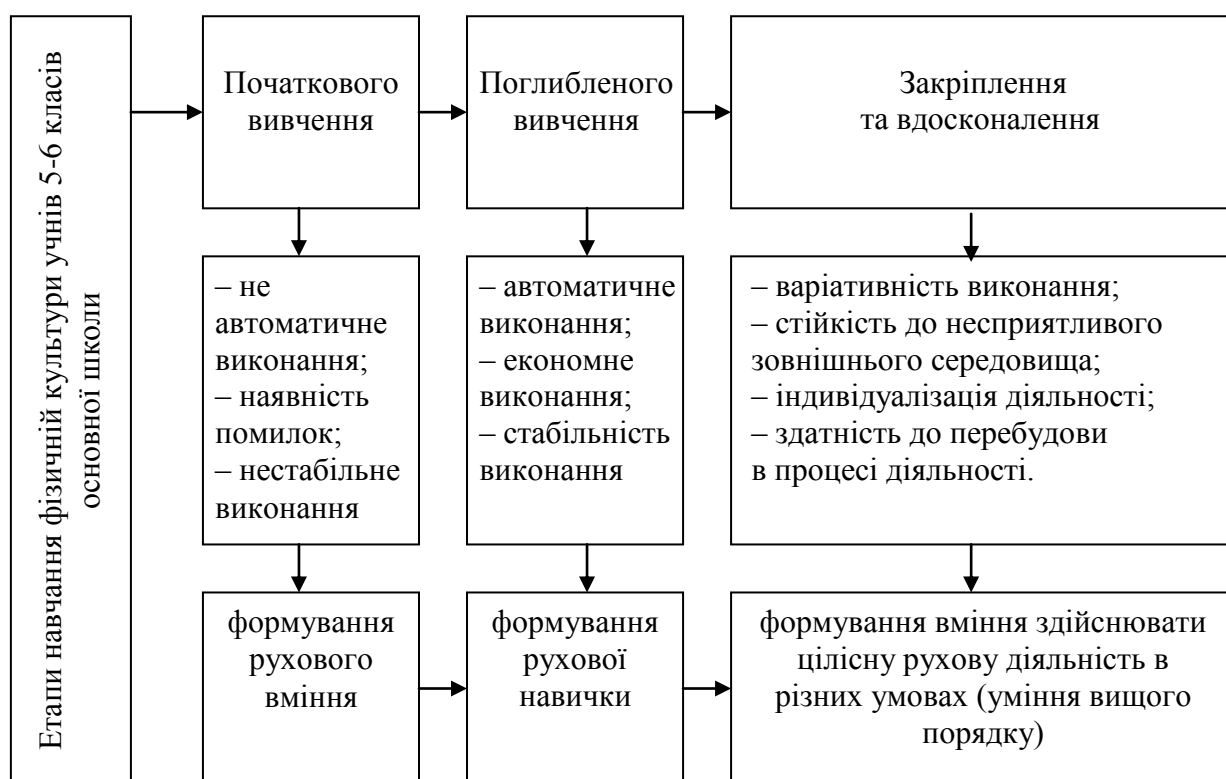 Етапи навчання фізичній культури учнів 5-6 класів
основної школи
Початкового
вивчення
Поглибленого
вивчення
Закріплення
та вдосконалення
– не
автоматичне
виконання;
– наявність
помилок;
– нестабільне
виконання
– автоматичне
виконання;
– економне
виконання;
– стабільність
виконання
– варіативність виконання;
– стійкість до несприятливого
зовнішнього середовища;
– індивідуалізація діяльності;
– здатність до перебудови
в процесі діяльності.
формування
рухового
вміння
формування
рухової
навички
формування вміння здійснювати
цілісну рухову діяльність в
різних умовах (уміння вищого
порядку)